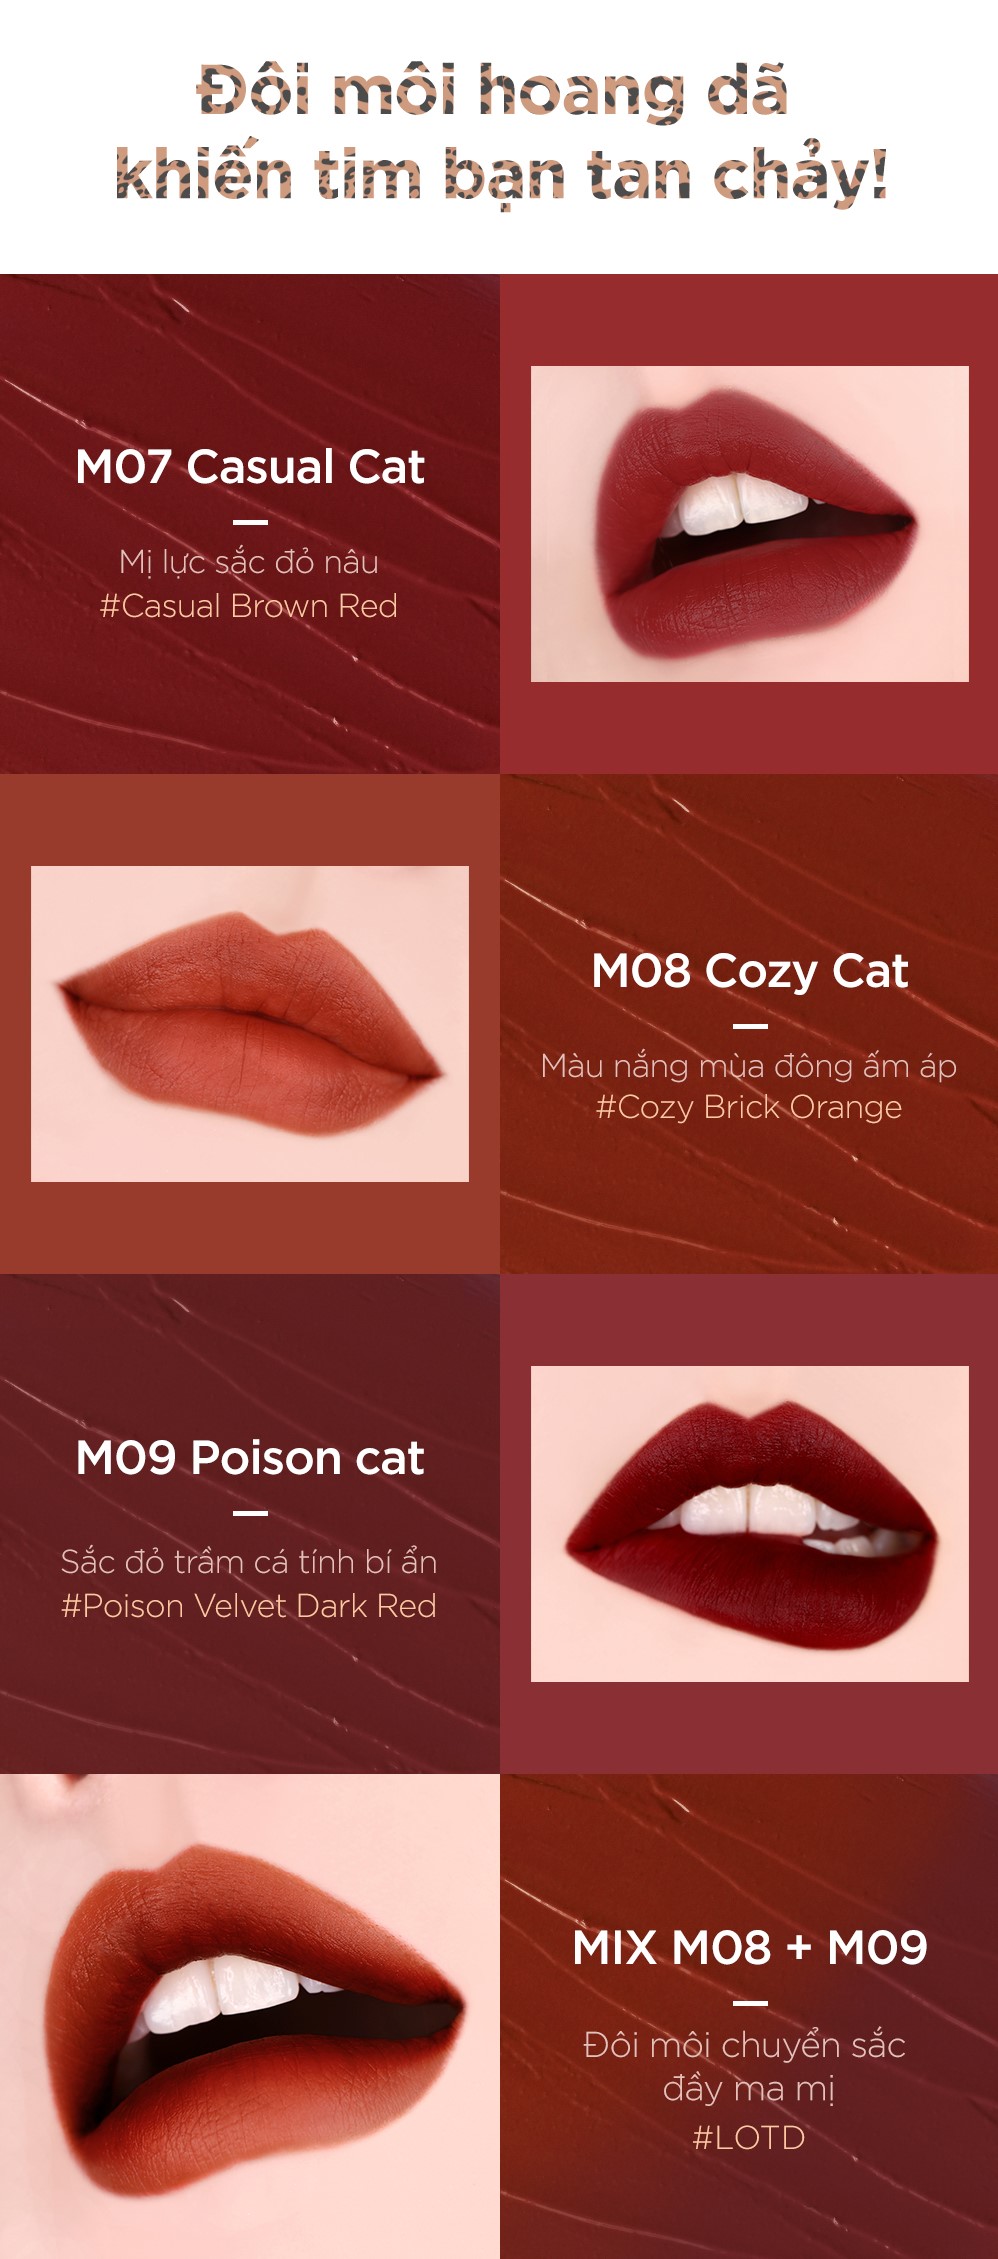 Đôi môi hoang dã
khiến tim bạn tan chảy!
M07 Casual Cat
Mị lực sắc đỏ nâu
#Casual Brown Red
M08 Cozy Cat
Màu nắng mùa đông ấm áp
#Cozy Brick Orange
M09 Poison cat
Sắc đỏ trầm cá tính bí ẩn
#Poison Velvet Dark Red
MIX M08 + M09
Đôi môi chuyển sắc
đầy ma mị
#LOTD